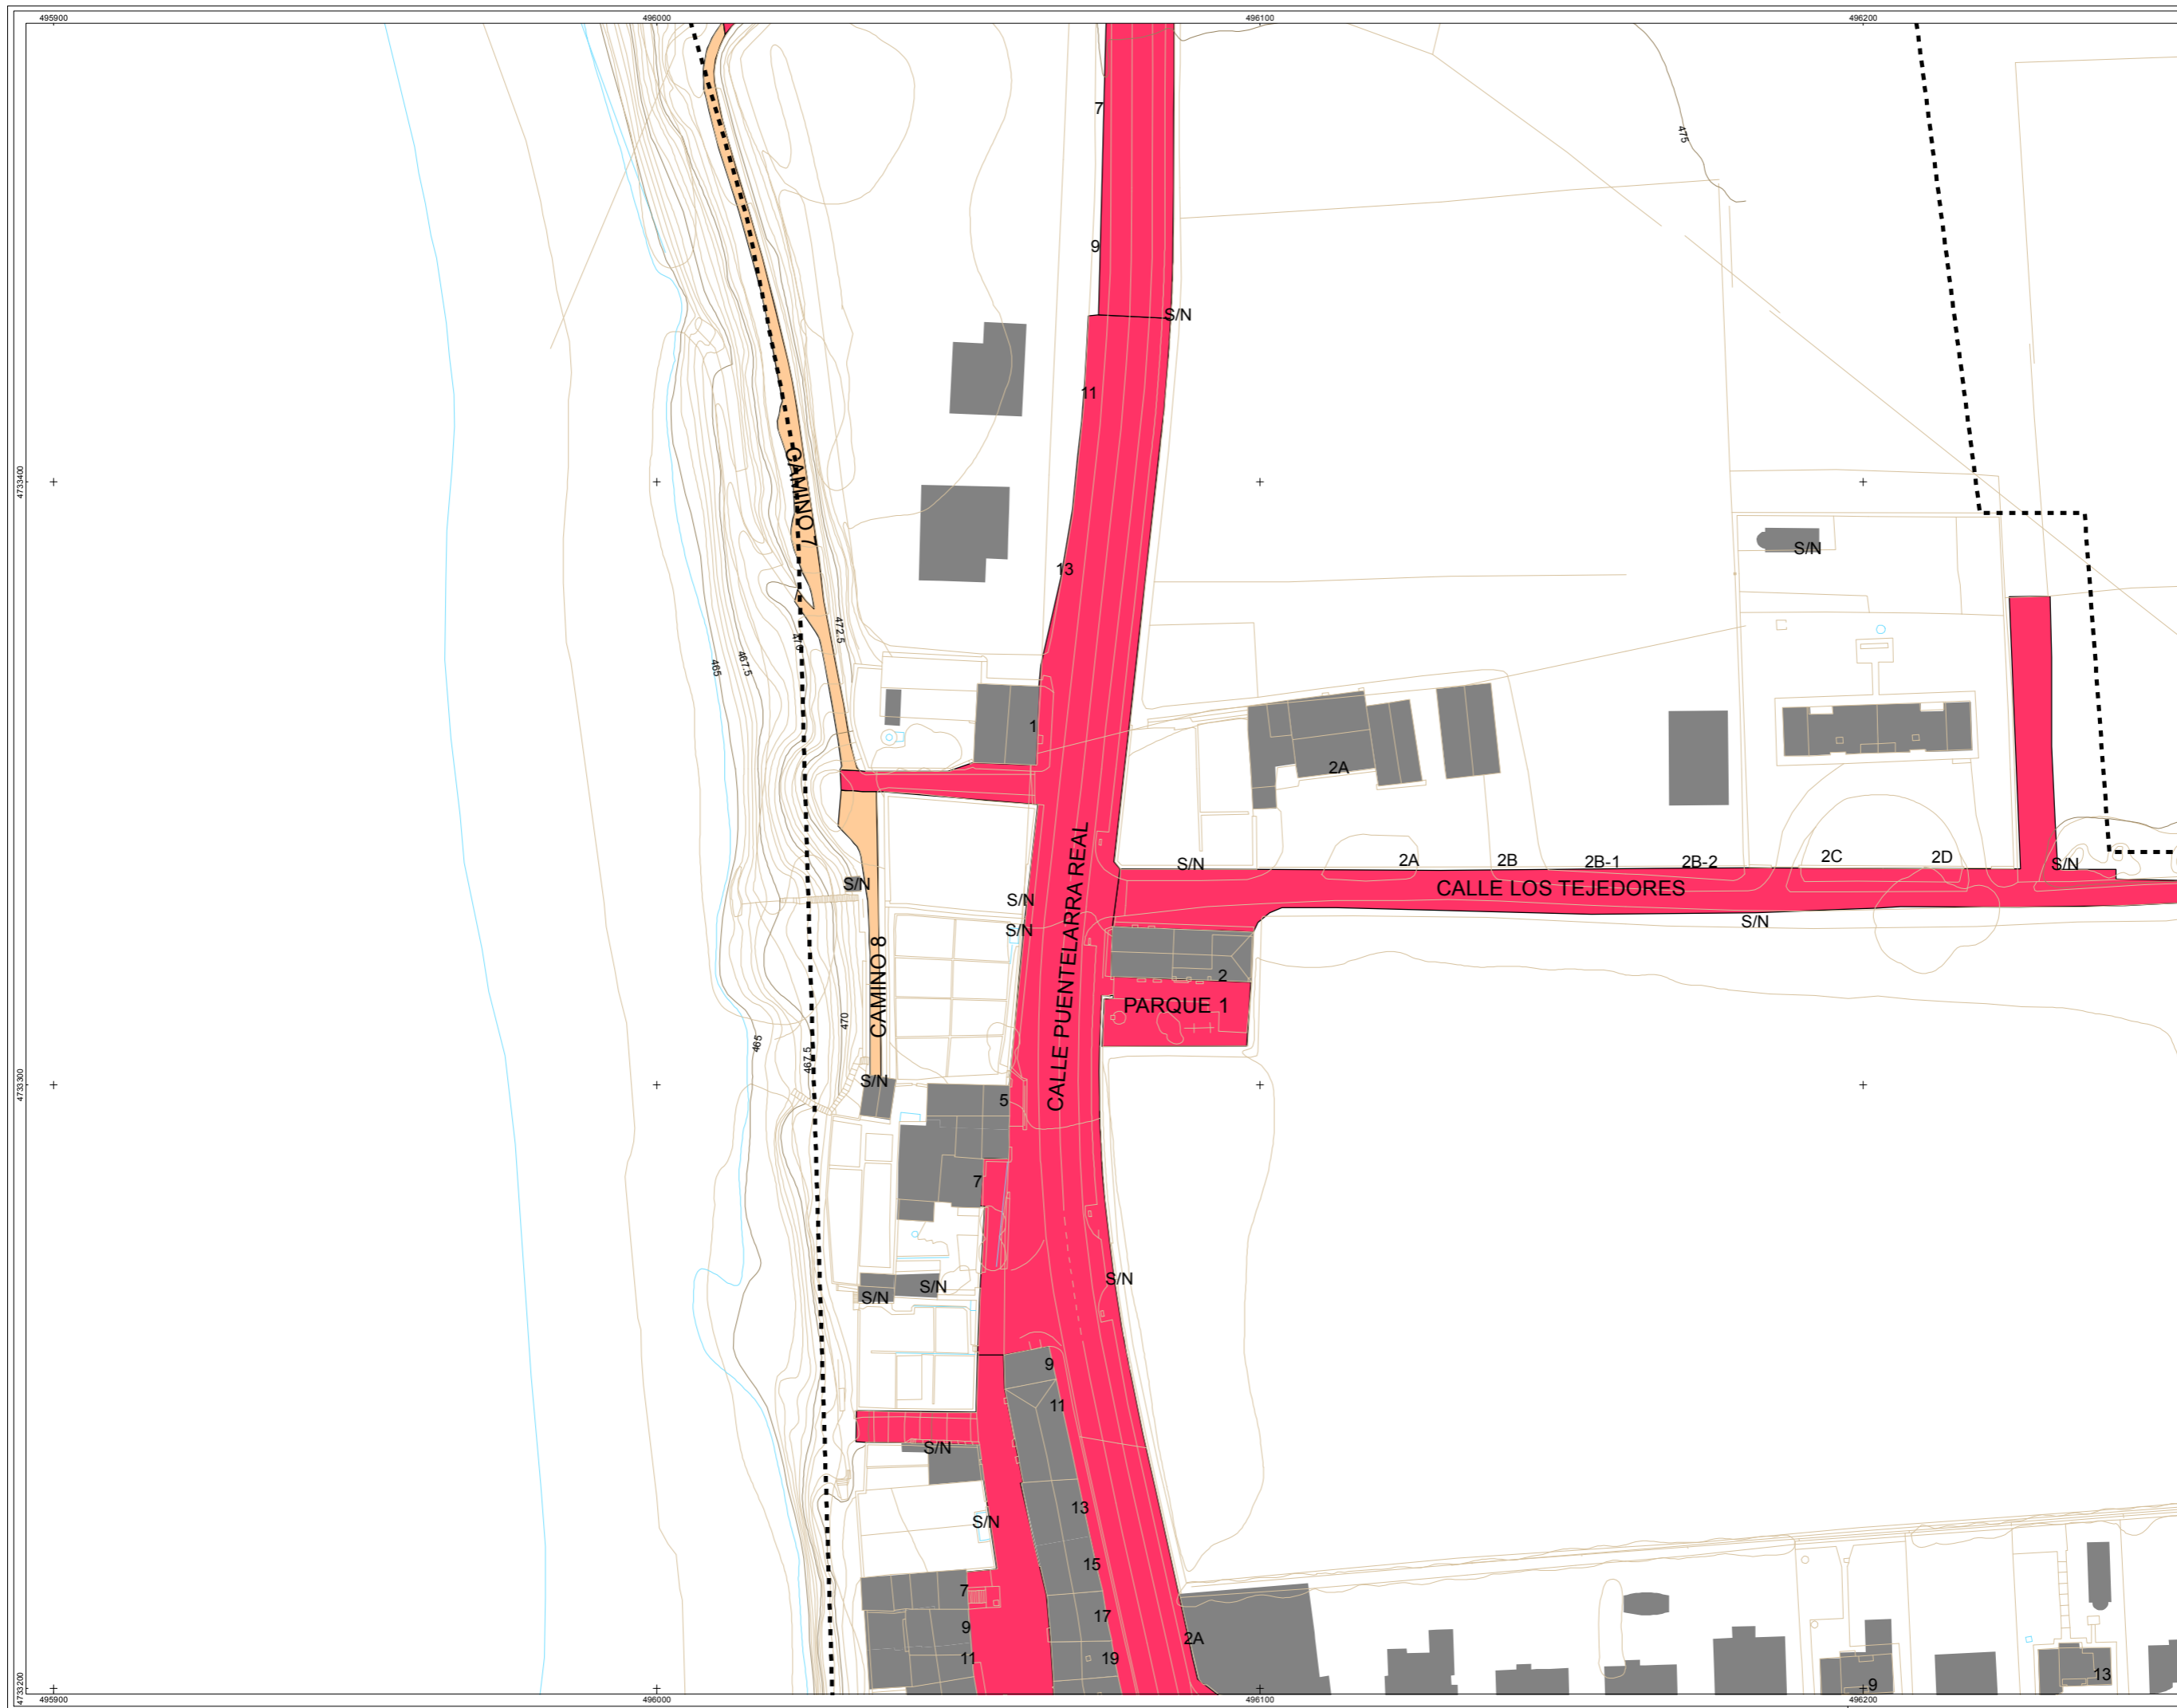 495900 496000 496100 496200
7
475
9
S/N
11
4733400
CAMINO 7
S/N
13
472.5
470
467.5
465
1
2A
CALLE PUENTELARRA REAL
S/N 2A 2B 2B-1 2B-2 2C 2D S/N
CALLE LOS TEJEDORES
S/N
S/N
S/N
S/N
CAMINO 8
2
PARQUE 1
470
465
467.5
4733300
S/N
5
7
S/N
S/N
S/N
9
11
S/N
13
S/N
15
7
17
9
2A
11
19
13
9
4733200
495900 496000 496100 496200